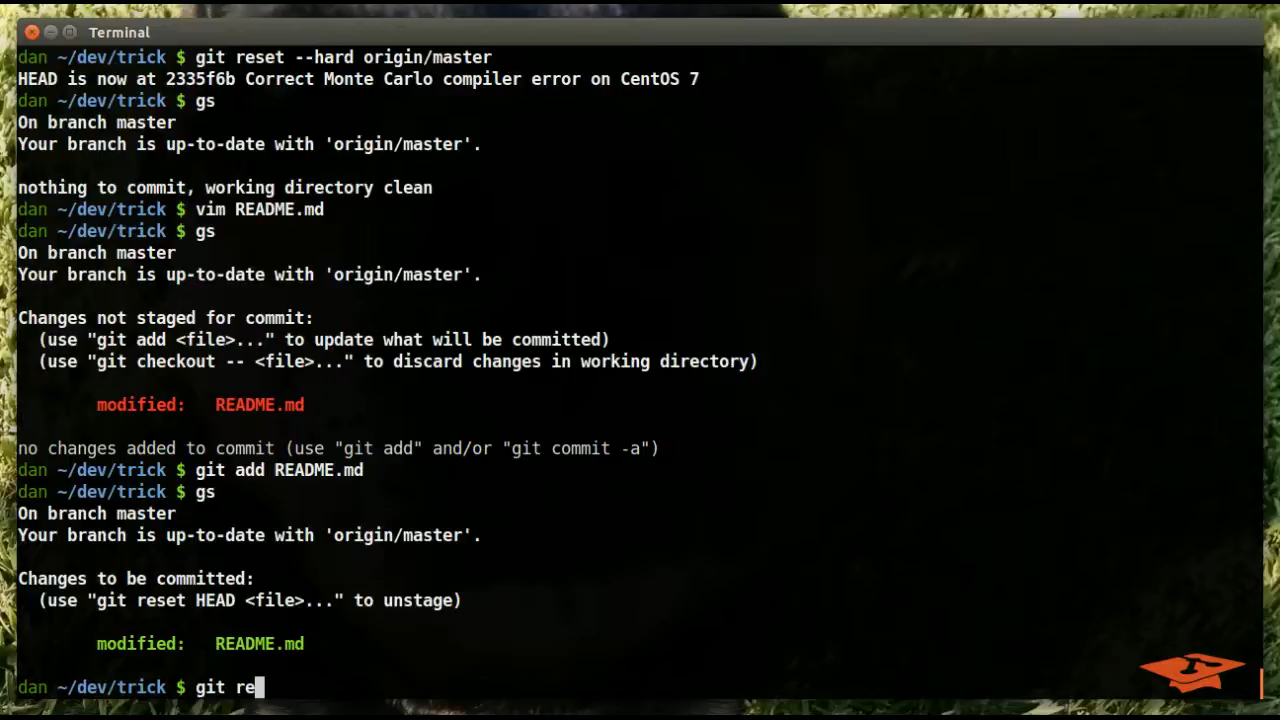 Terminal
dan ~/dev/trick $ git reset --hard origin/master
HEAD is now at 2335f6b Correct Monte Carlo compiler error on CentOS 7
dan ~/dev/trick $ gs
On branch master
Your branch is up-to-date with 'origin/master'.
nothing to commit, working directory clean
dan ~/dev/trick $ vim README.md
dan ~/dev/trick $ gs
On branch master
Your branch is up-to-date with 'origin/master'.
Changes not staged for commit:
(use "git add <file>..." to update what will be committed)
(use "git checkout -- <file>..." to discard changes in working directory)
modified: README.md
no changes added to commit (use "git add" and/or "git commit -a")
dan ~/dev/trick $ git add README.md
dan ~/dev/trick $ gs
On branch master
Your branch is up-to-date with 'origin/master'.
Changes to be committed:
(use "git reset HEAD <file>..." to unstage)
modified: README.md
dan ~/dev/trick $ git re